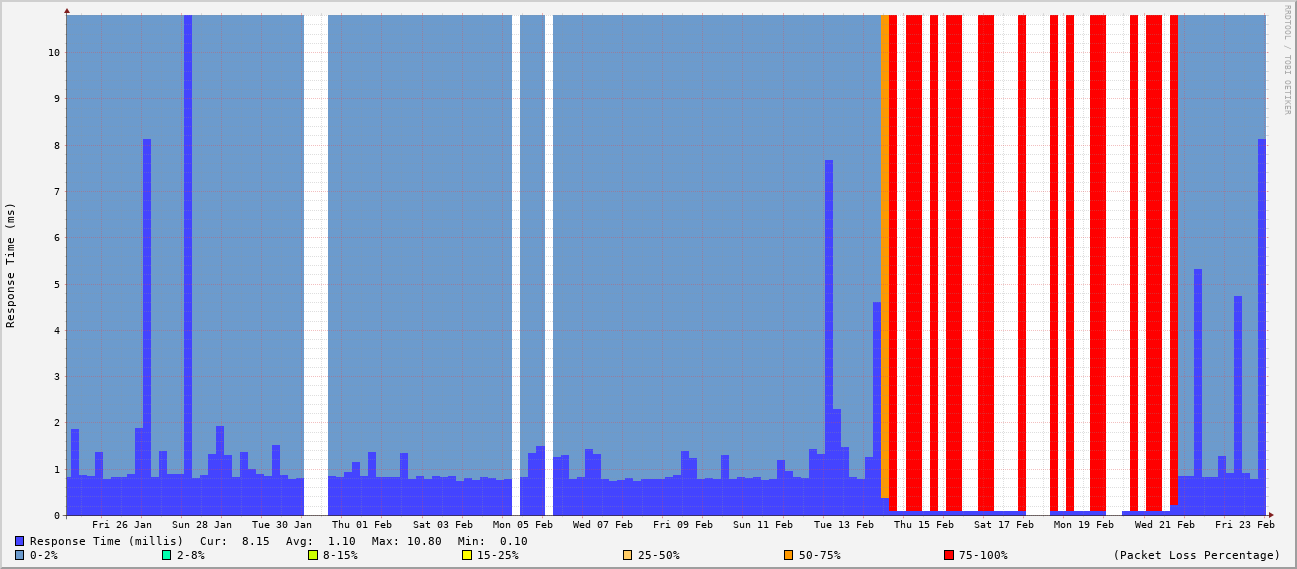 RRDTOOL / TOBI OETIKER
Response Time (ms)
10
9
8
7
6
5
4
3
2
1
0
Fri 26 Jan Sun 28 Jan Tue 30 Jan Thu 01 Feb Sat 03 Feb Mon 05 Feb Wed 07 Feb Fri 09 Feb Sun 11 Feb Tue 13 Feb Thu 15 Feb Sat 17 Feb Mon 19 Feb Wed 21 Feb Fri 23 Feb
Response Time (millis) Cur: 8.15 Avg: 1.10 Max: 10.80 Min: 0.10
0-2% 2-8% 8-15% 15-25% 25-50% 50-75% 75-100% (Packet Loss Percentage)